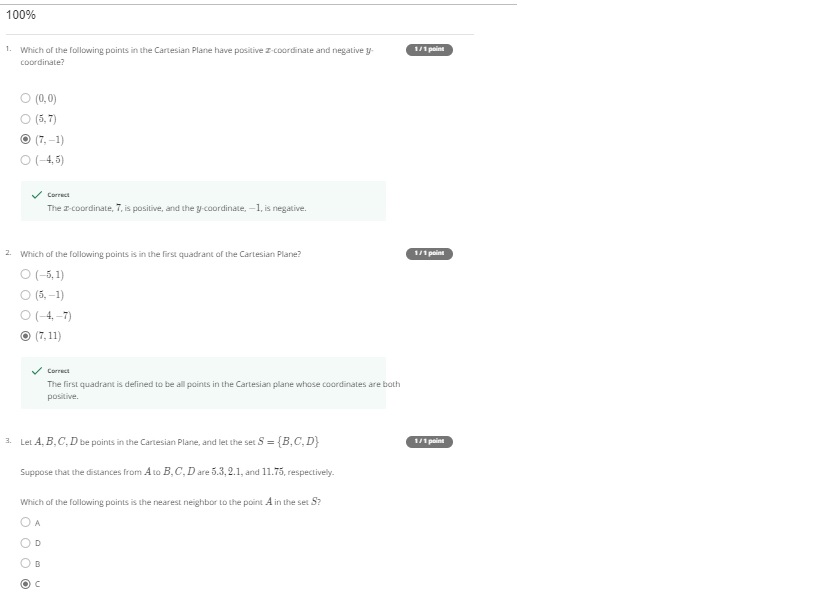 100%
1. Which of the following points in the Cartesian Plane have positive x-coordinate and negative y- 1 / 1 point
coordinate?
(0, 0)
(5, 7)
(7, −1)
(−4, 5)
Correct
The x-coordinate, 7, is positive, and the y-coordinate, −1, is negative.
2. Which of the following points is in the first quadrant of the Cartesian Plane? 1 / 1 point
(−5, 1)
(5, −1)
(−4, −7)
(7, 11)
Correct
The first quadrant is defined to be all points in the Cartesian plane whose coordinates are both
positive.
3. Let A, B, C, D be points in the Cartesian Plane, and let the set S = {B, C, D} 1 / 1 point
Suppose that the distances from A to B, C, D are 5.3, 2.1, and 11.75, respectively.
Which of the following points is the nearest neighbor to the point A in the set S?
A
D
B
C